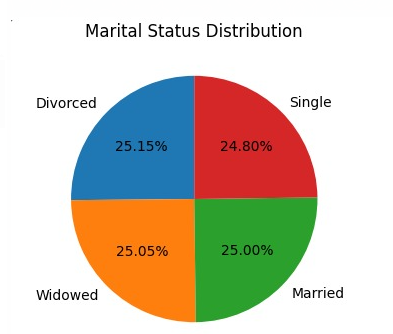 Marital Status Distribution
Divorced
Single
25.15%
24.80%
25.05%
25.00%
Widowed
Married